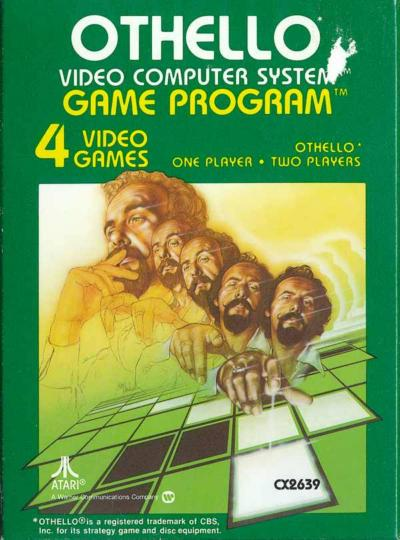 OTHELLO*
VIDEO COMPUTER SYSTEM™
GAME PROGRAM™
4 VIDEO
GAMES
OTHELLO*
ONE PLAYER • TWO PLAYERS
ATARI®
A Warner Communications Company
CX2639
*OTHELLO® is a registered trademark of CBS,
Inc. for its strategy game and disc equipment.